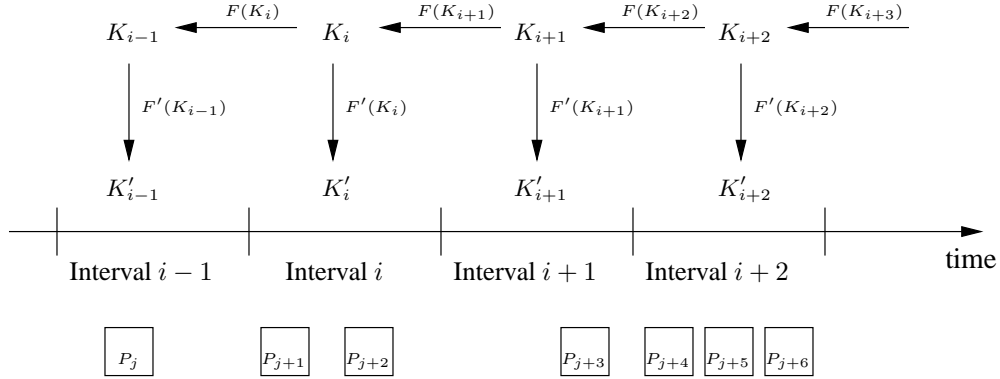 F(K_i) F(K_{i+1}) F(K_{i+2}) F(K_{i+3})
K_{i−1} K_i K_{i+1} K_{i+2}
F′(K_{i−1}) F′(K_i) F′(K_{i+1}) F′(K_{i+2})
K′_{i−1} K′_i K′_{i+1} K′_{i+2}
time
Interval i − 1 Interval i Interval i + 1 Interval i + 2
P_j P_{j+1} P_{j+2} P_{j+3} P_{j+4} P_{j+5} P_{j+6}